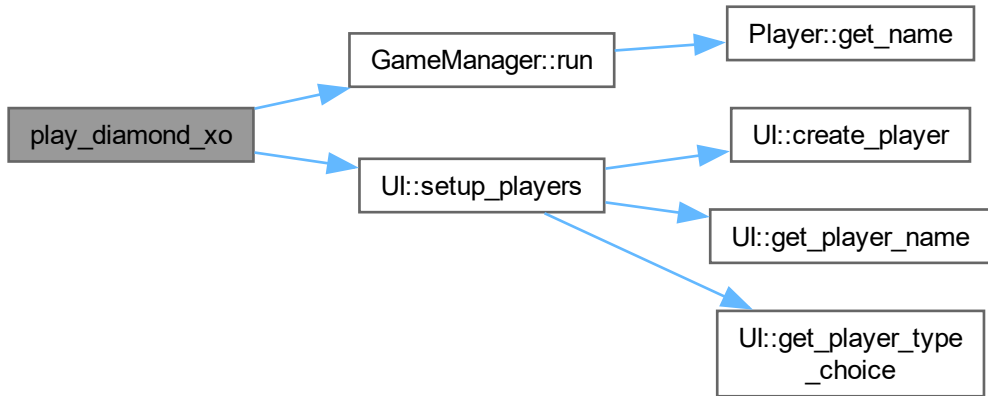 Player::get_name
GameManager::run
play_diamond_xo
UI::create_player
UI::setup_players
UI::get_player_name
UI::get_player_type
_choice